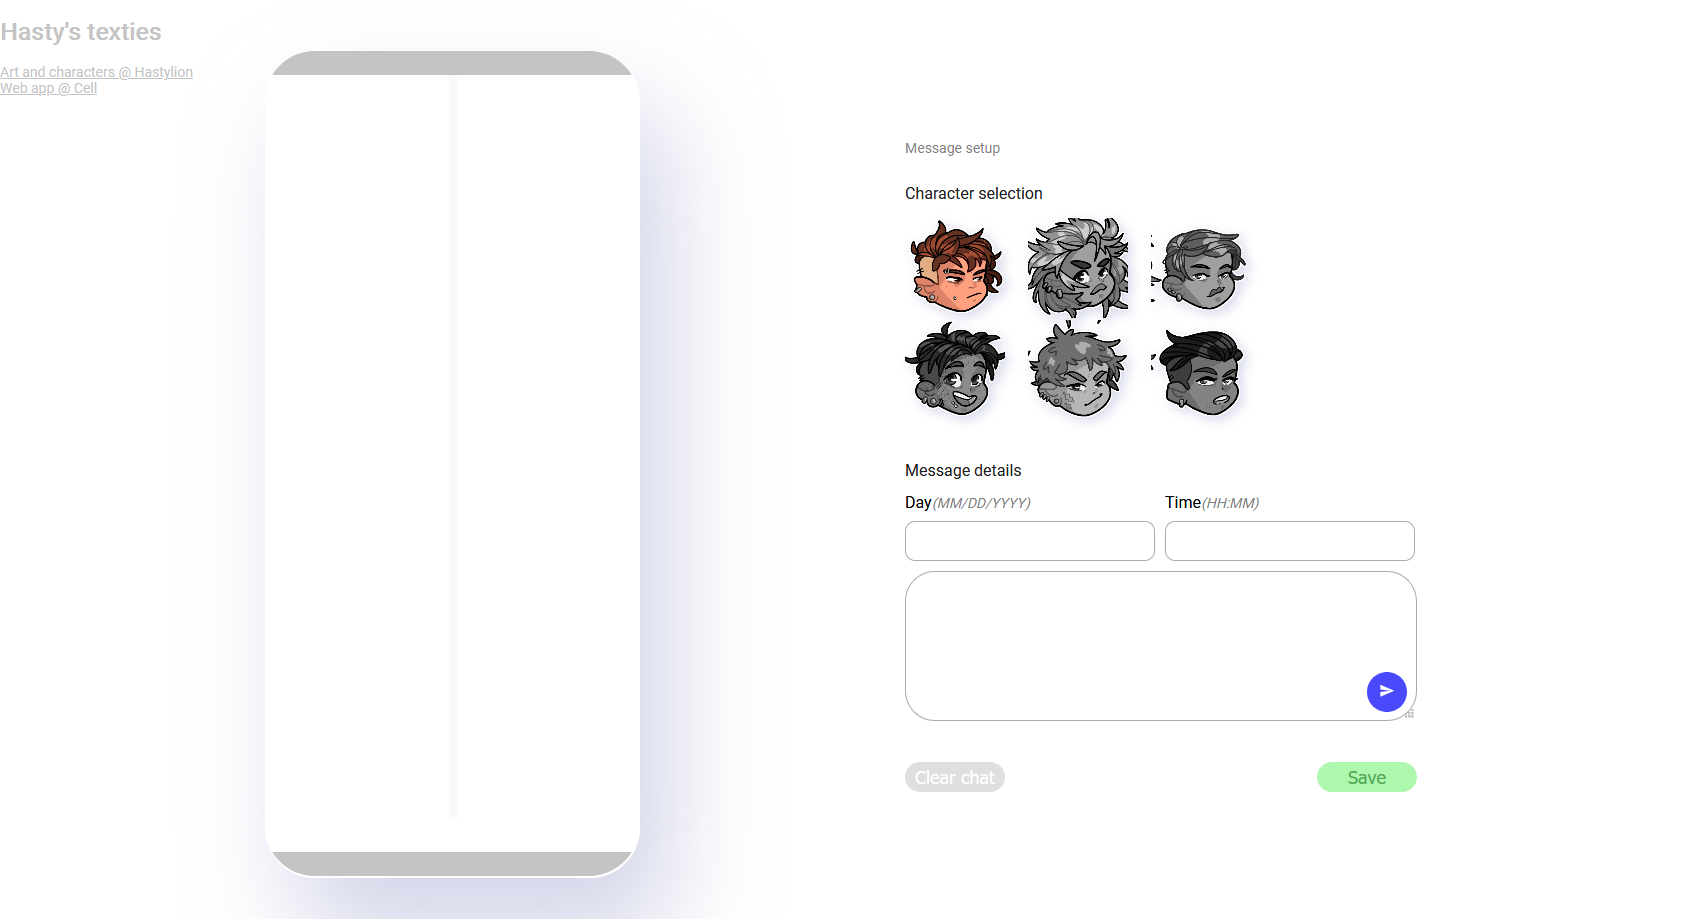 Hasty's texties
Art and characters @ Hastylion
Web app @ Cell
Message setup
Character selection
Message details
Day(MM/DD/YYYY)
Time(HH:MM)
Clear chat
Save